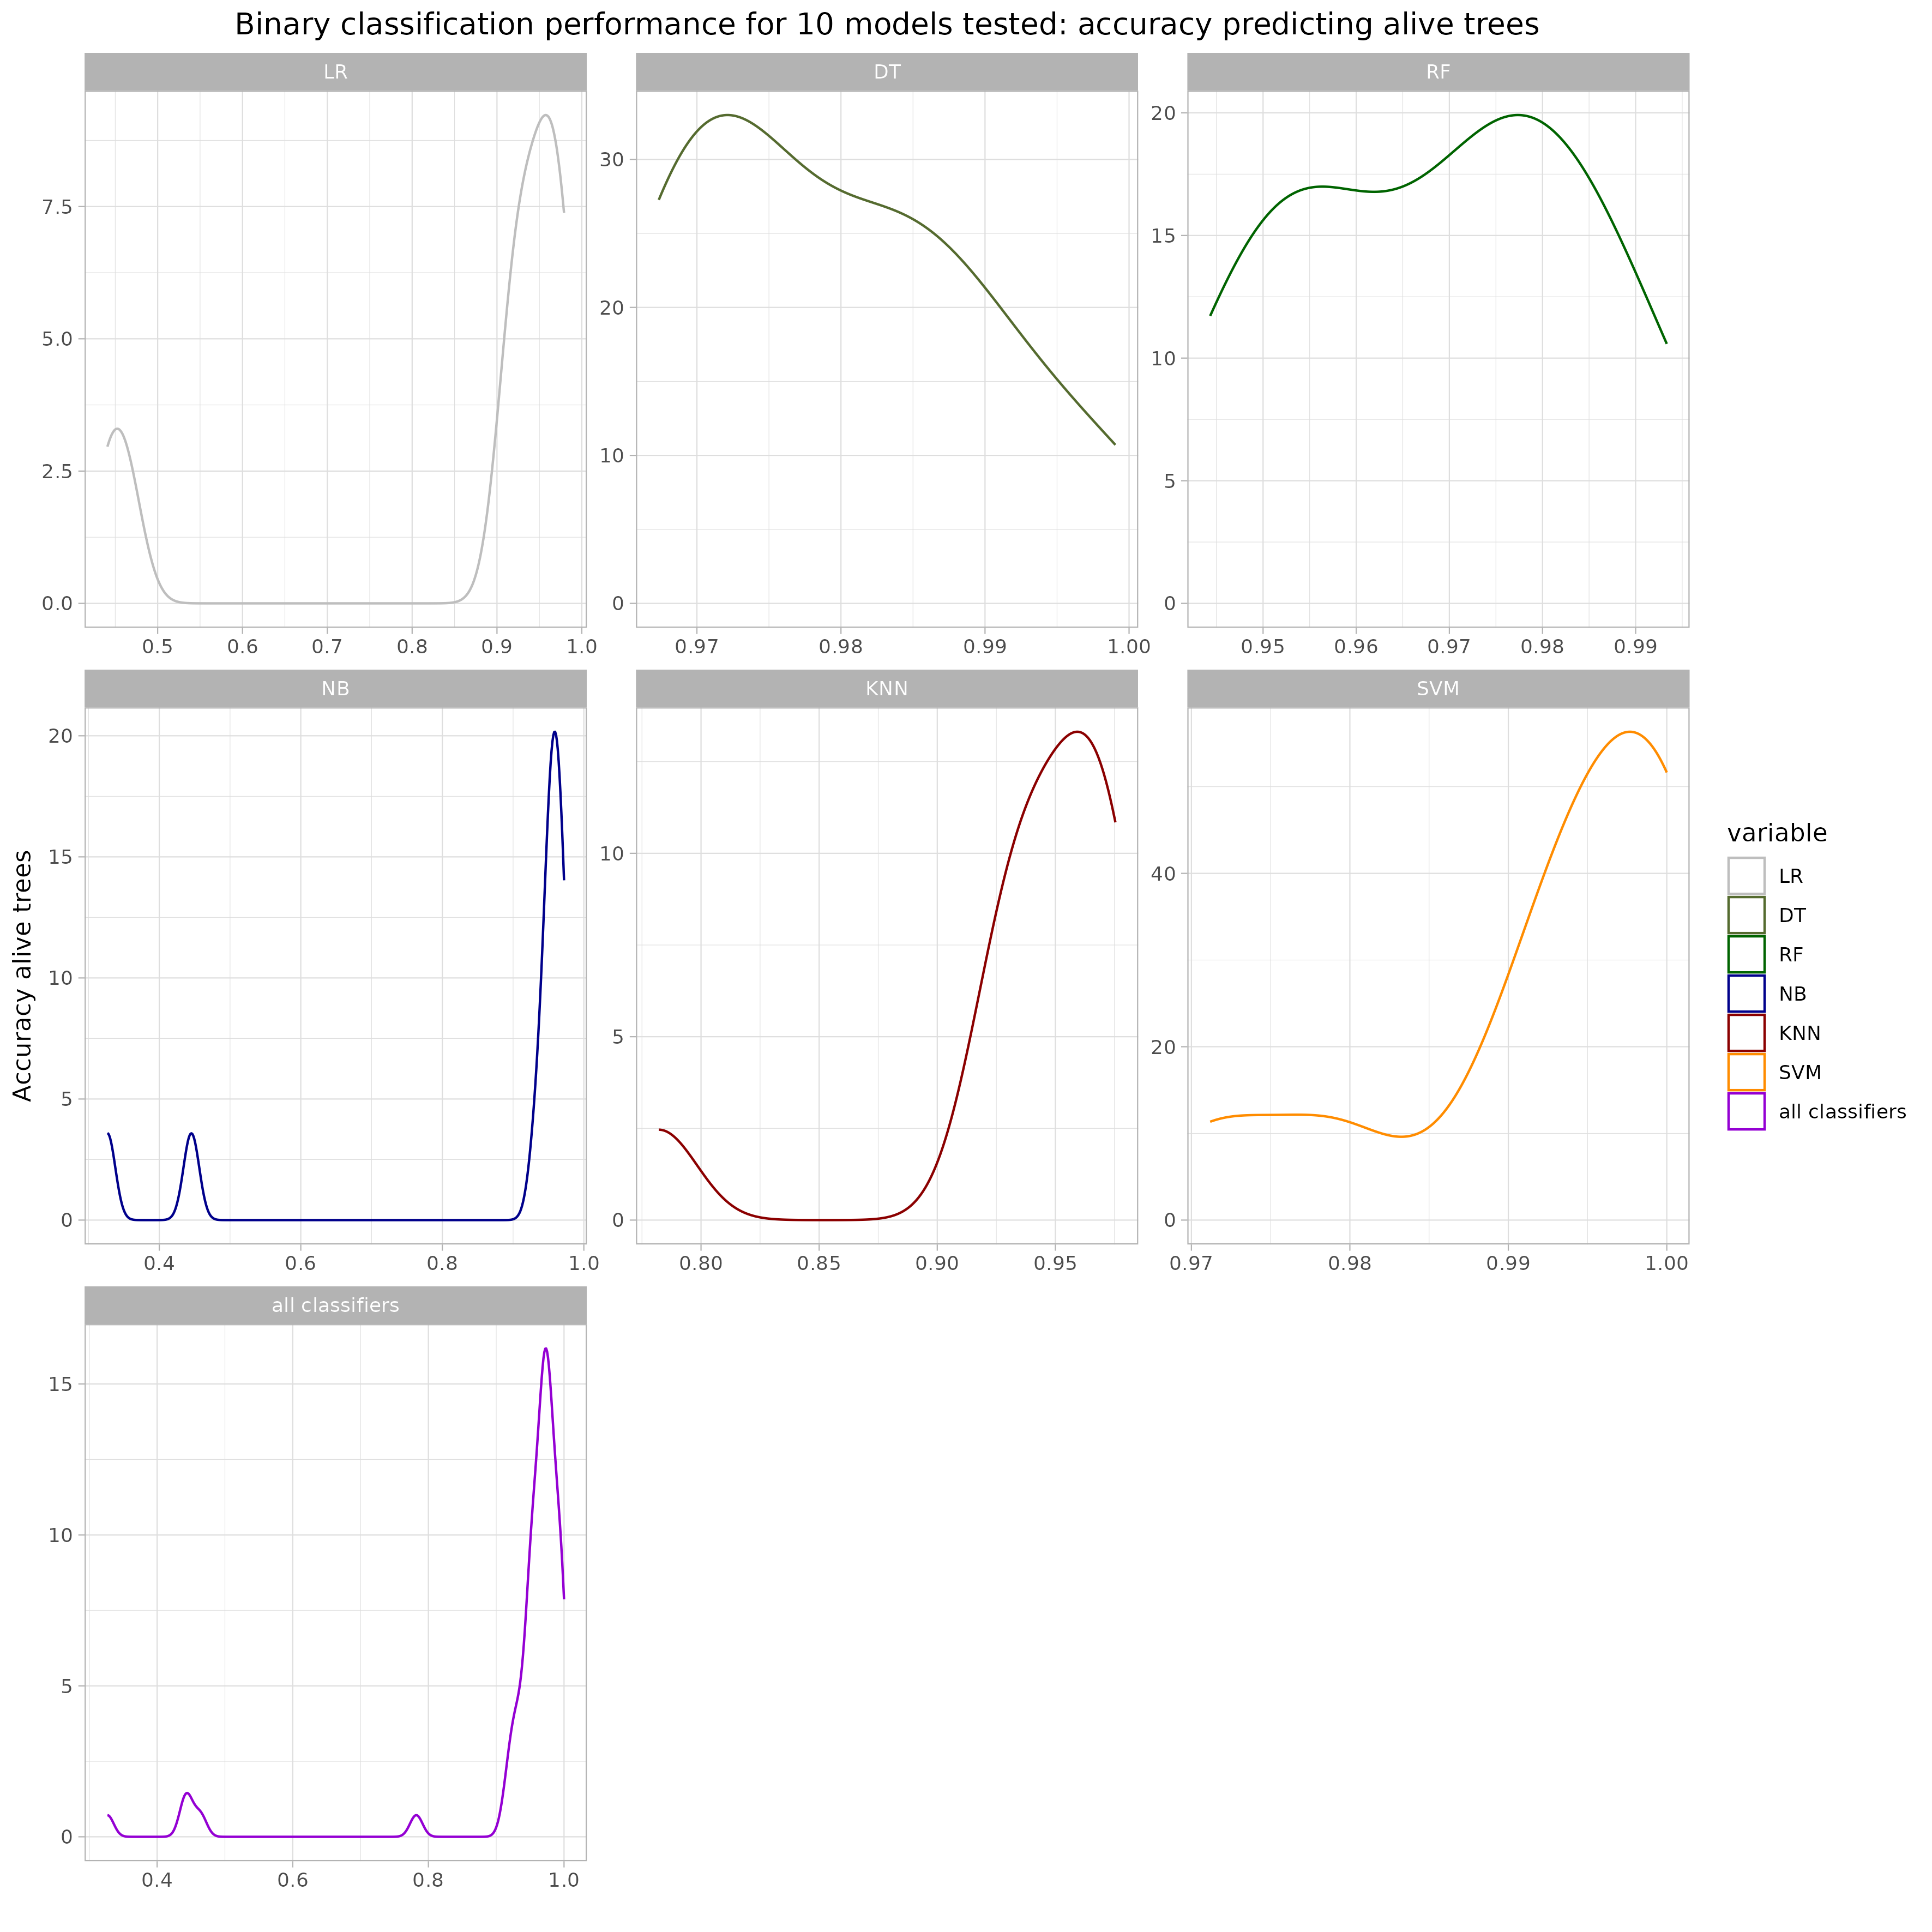 Binary classification performance for 10 models tested: accuracy predicting alive trees
LR
DT
RF
0.0
2.5
5.0
7.5
0.5 0.6 0.7 0.8 0.9 1.0
0
10
20
30
0.97 0.98 0.99 1.00
0
5
10
15
20
0.95 0.96 0.97 0.98 0.99
NB
KNN
SVM
0
5
10
15
20
0.4 0.6 0.8 1.0
0
5
10
0.80 0.85 0.90 0.95
0
20
40
0.97 0.98 0.99 1.00
all classifiers
0
5
10
15
0.4 0.6 0.8 1.0
Accuracy alive trees
variable
LR
DT
RF
NB
KNN
SVM
all classifiers